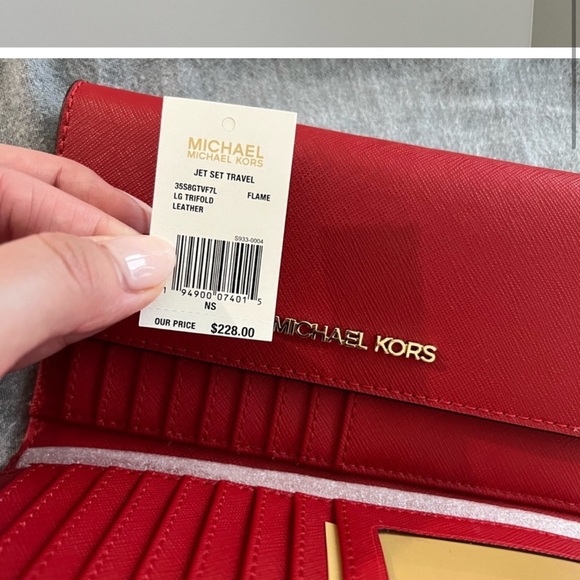 MICHAEL
MICHAEL KORS
JET SET TRAVEL
35S8GTVF7L FLAME
LG TRIFOLD
LEATHER
S933-0004
1 94900 07401 5
NS
OUR PRICE $228.00
MICHAEL KORS